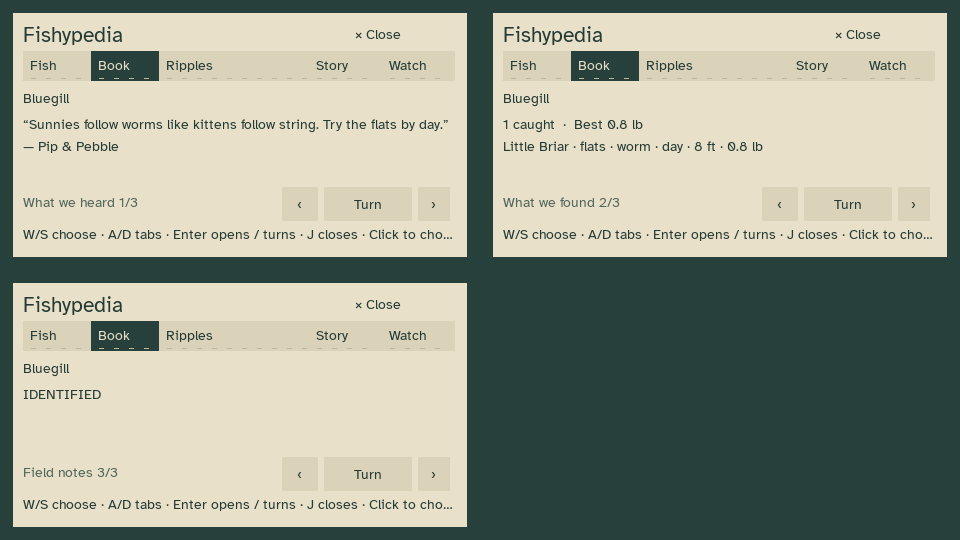 Fishypedia × Close
Fish Book Ripples Story Watch
Bluegill
“Sunnies follow worms like kittens follow string. Try the flats by day.”
— Pip & Pebble
What we heard 1/3 ‹ Turn ›
W/S choose · A/D tabs · Enter opens / turns · J closes · Click to cho...
Fishypedia × Close
Fish Book Ripples Story Watch
Bluegill
1 caught · Best 0.8 lb
Little Briar · flats · worm · day · 8 ft · 0.8 lb
What we found 2/3 ‹ Turn ›
W/S choose · A/D tabs · Enter opens / turns · J closes · Click to cho...
Fishypedia × Close
Fish Book Ripples Story Watch
Bluegill
IDENTIFIED
Field notes 3/3 ‹ Turn ›
W/S choose · A/D tabs · Enter opens / turns · J closes · Click to cho...